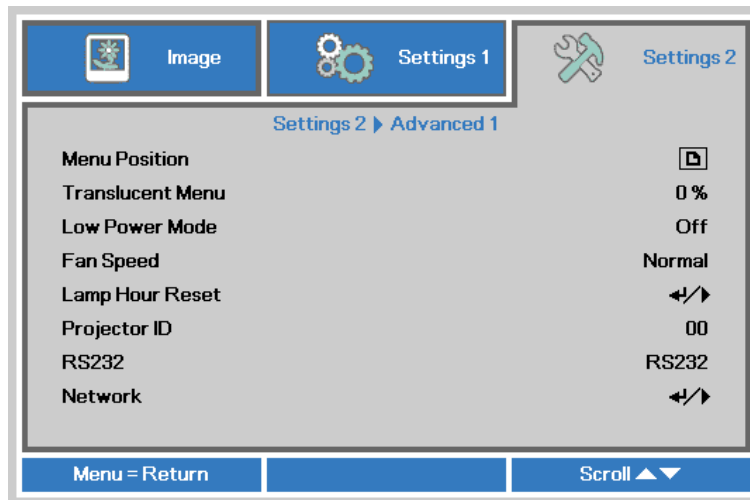 Image Settings 1 Settings 2
Settings 2 Advanced 1
Menu Position
Translucent Menu 0 %
Low Power Mode Off
Fan Speed Normal
Lamp Hour Reset ↵/▶
Projector ID 00
RS232 RS232
Network ↵/▶
Menu = Return Scroll ▲▼